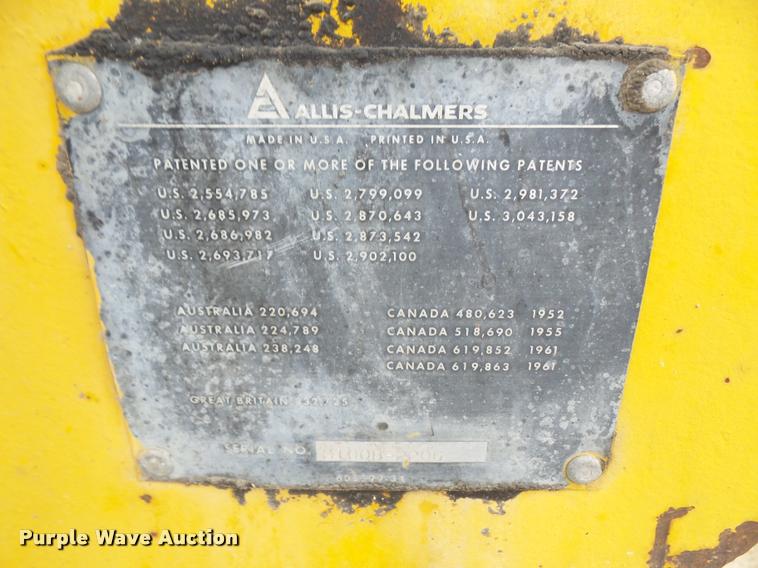 ALLIS-CHALMERS
MADE IN U.S.A. PRINTED IN U.S.A.
PATENTED ONE OR MORE OF THE FOLLOWING PATENTS
U.S. 2,554,785 U.S. 2,799,099 U.S. 2,981,372
U.S. 2,685,973 U.S. 2,870,643 U.S. 3,043,158
U.S. 2,686,982 U.S. 2,873,542
U.S. 2,693,717 U.S. 2,902,100
AUSTRALIA 220,694 CANADA 480,623 1952
AUSTRALIA 224,789 CANADA 518,690 1955
AUSTRALIA 238,248 CANADA 619,852 1961
CANADA 619,863 1961
GREAT BRITAIN
SERIAL NO.
Purple Wave Auction